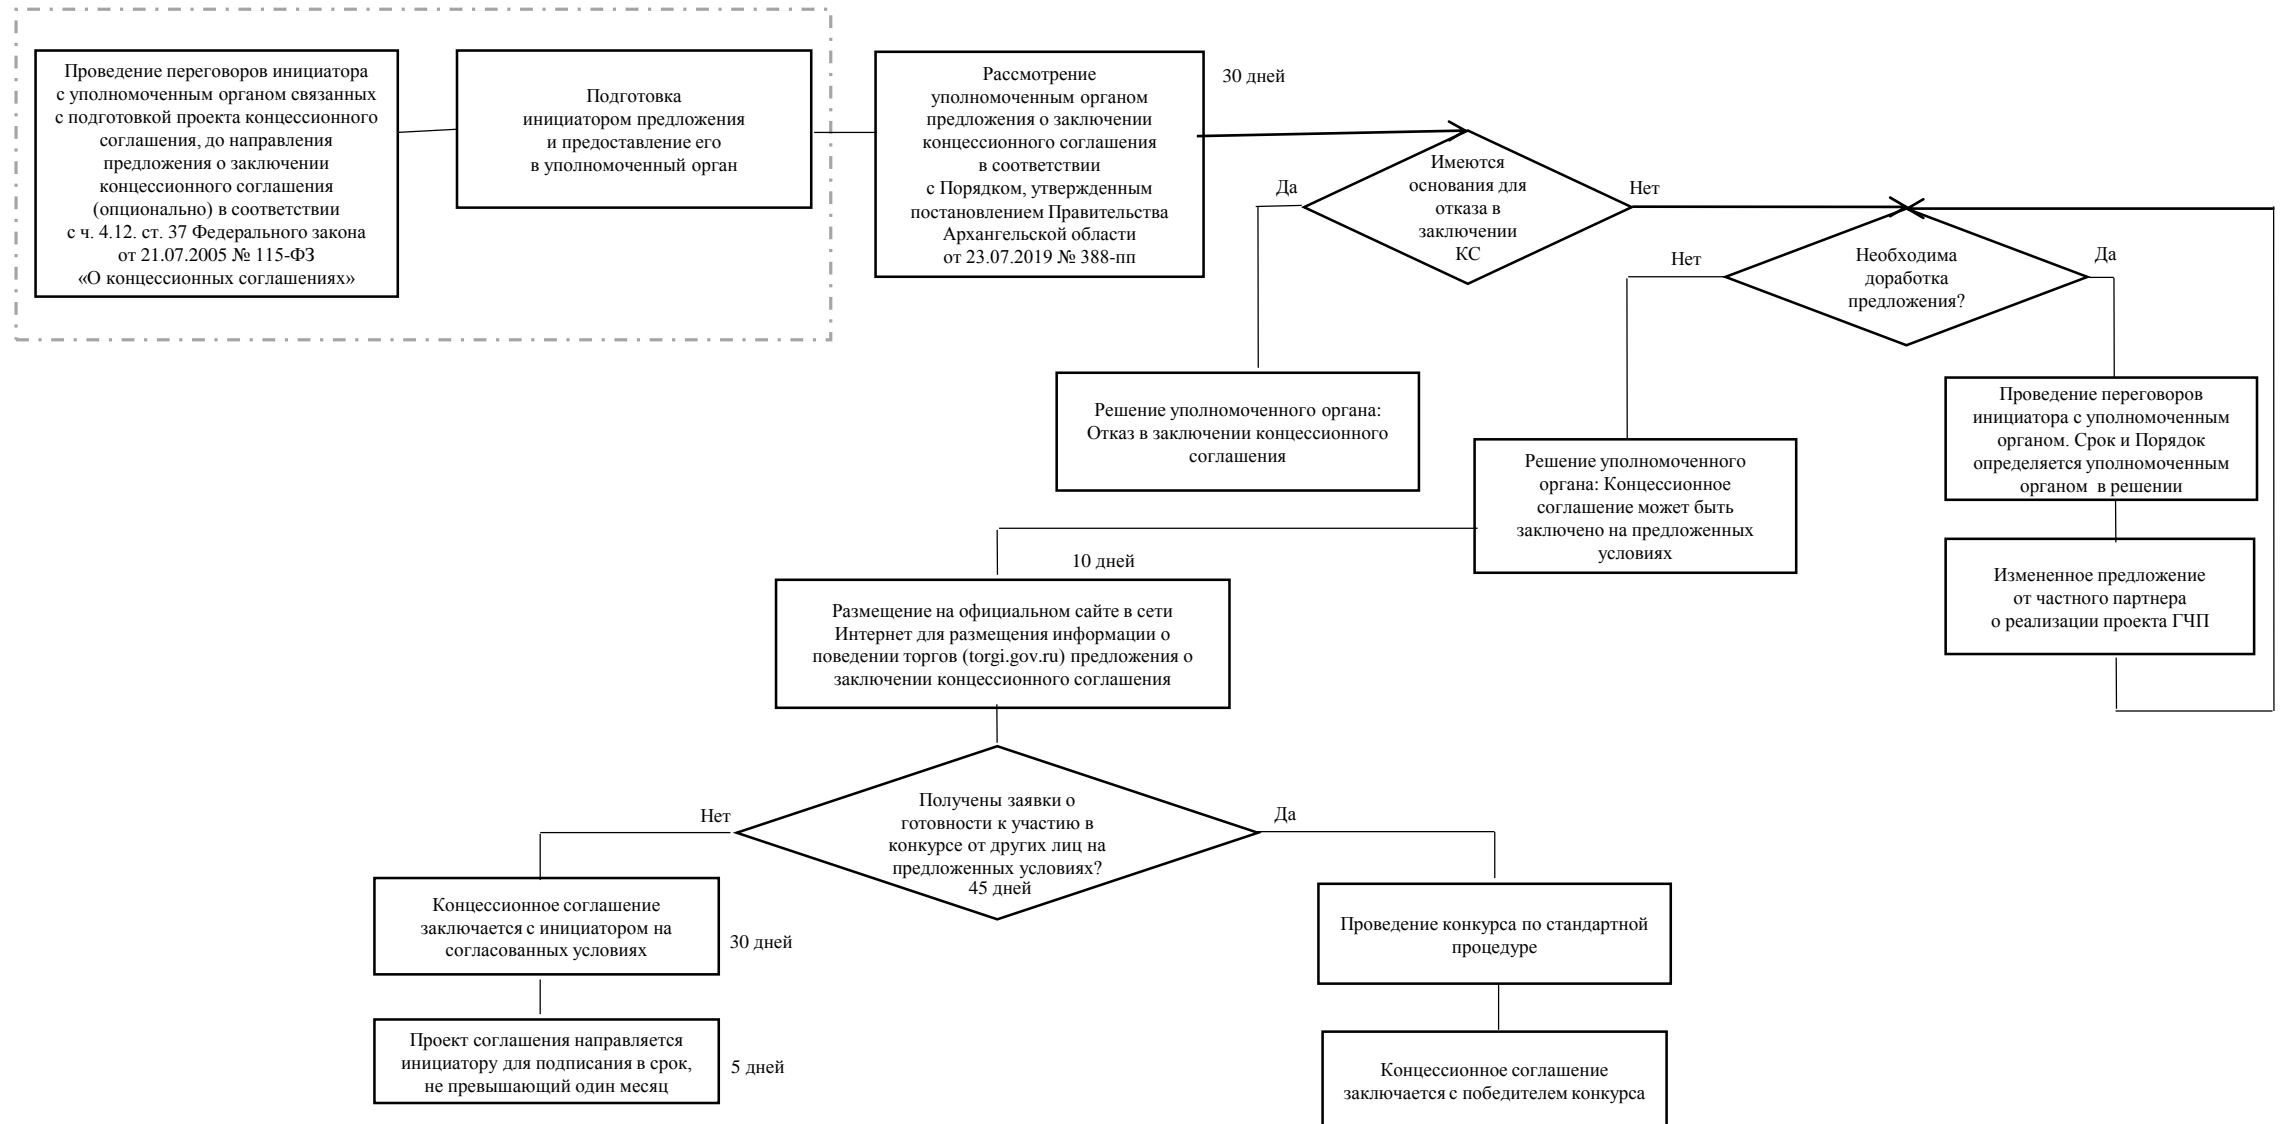 Проведение переговоров инициатора
с уполномоченным органом связанных
с подготовкой проекта концессионного
соглашения, до направления
предложения о заключении
концессионного соглашения
(опционально) в соответствии
с ч. 4.12. ст. 37 Федерального закона
от 21.07.2005 № 115-ФЗ
«О концессионных соглашениях»
Подготовка
инициатором предложения
и предоставление его
в уполномоченный орган
Рассмотрение
уполномоченным органом
предложения о заключении
концессионного соглашения
в соответствии
с Порядком, утвержденным
постановлением Правительства
Архангельской области
от 23.07.2019 № 388-пп
30 дней
Имеются
основания для
отказа в
заключении
КС
Да
Нет
Необходима
доработка
предложения?
Нет
Да
Решение уполномоченного органа:
Отказ в заключении концессионного
соглашения
Решение уполномоченного
органа: Концессионное
соглашение может быть
заключено на предложенных
условиях
Проведение переговоров
инициатора с уполномоченным
органом. Срок и Порядок
определяется уполномоченным
органом в решении
Измененное предложение
от частного партнера
о реализации проекта ГЧП
10 дней
Размещение на официальном сайте в сети
Интернет для размещения информации о
поведении торгов (torgi.gov.ru) предложения о
заключении концессионного соглашения
Получены заявки о
готовности к участию в
конкурсе от других лиц на
предложенных условиях?
45 дней
Нет
Да
Концессионное соглашение
заключается с инициатором на
согласованных условиях
30 дней
Проект соглашения направляется
инициатору для подписания в срок,
не превышающий один месяц
5 дней
Проведение конкурса по стандартной
процедуре
Концессионное соглашение
заключается с победителем конкурса